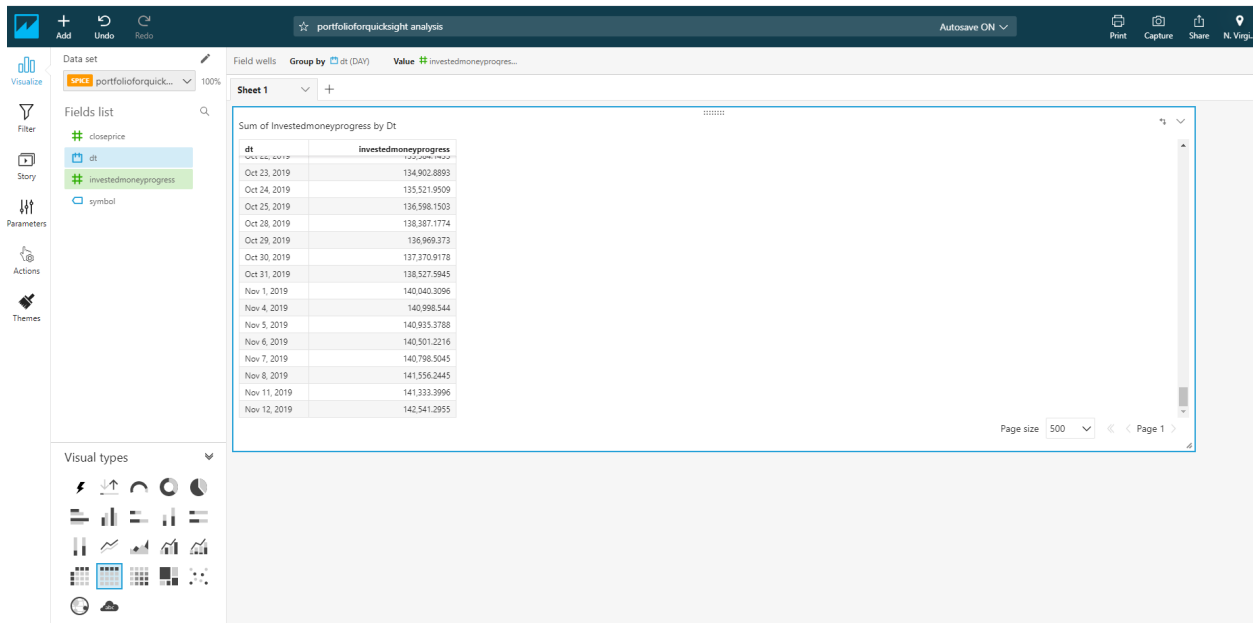 portfolioforquicksight analysis
Autosave ON
Add
Undo
Redo
Print
Capture
Share
N. Virgi...
Visualize
Filter
Story
Parameters
Actions
Themes
Data set
SPICE portfolioforquick... 100%
Fields list
closeprice
dt
investedmoneyprogress
symbol
Visual types
abc
Field wells Group by dt (DAY) Value investedmoneyprogres...
Sheet 1
Sum of Investedmoneyprogress by Dt
dt investedmoneyprogress
Oct 23, 2019 134,902.8893
Oct 24, 2019 135,521.9509
Oct 25, 2019 136,598.1503
Oct 28, 2019 138,387.1774
Oct 29, 2019 136,969.373
Oct 30, 2019 137,370.9178
Oct 31, 2019 138,527.5945
Nov 1, 2019 140,040.3096
Nov 4, 2019 140,998.544
Nov 5, 2019 140,935.3788
Nov 6, 2019 140,501.2216
Nov 7, 2019 140,798.5045
Nov 8, 2019 141,556.2445
Nov 11, 2019 141,333.3996
Nov 12, 2019 142,541.2955
Page size 500 Page 1